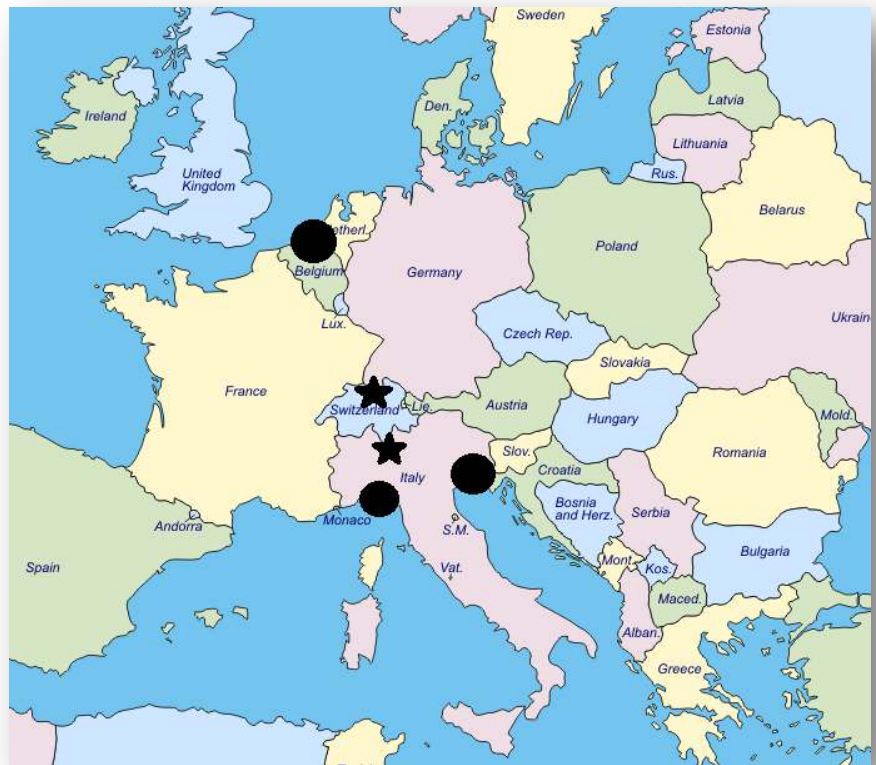 Sweden
Estonia
Den.
Latvia
Ireland
Lithuania
United
Kingdom
Rus.
Belarus
etherl.
Poland
Belgium
Germany
Lux.
Ukrain
Czech Rep.
Slovakia
France
Switzerland
Lie.
Austria
Hungary
Mold.
Slov.
Romania
Italy
Croatia
Bosnia
and Herz.
Serbia
Andorra
Monaco
S.M.
Bulgaria
Spain
Vat.
Mont.
Kos.
Maced.
Alban.
Greece